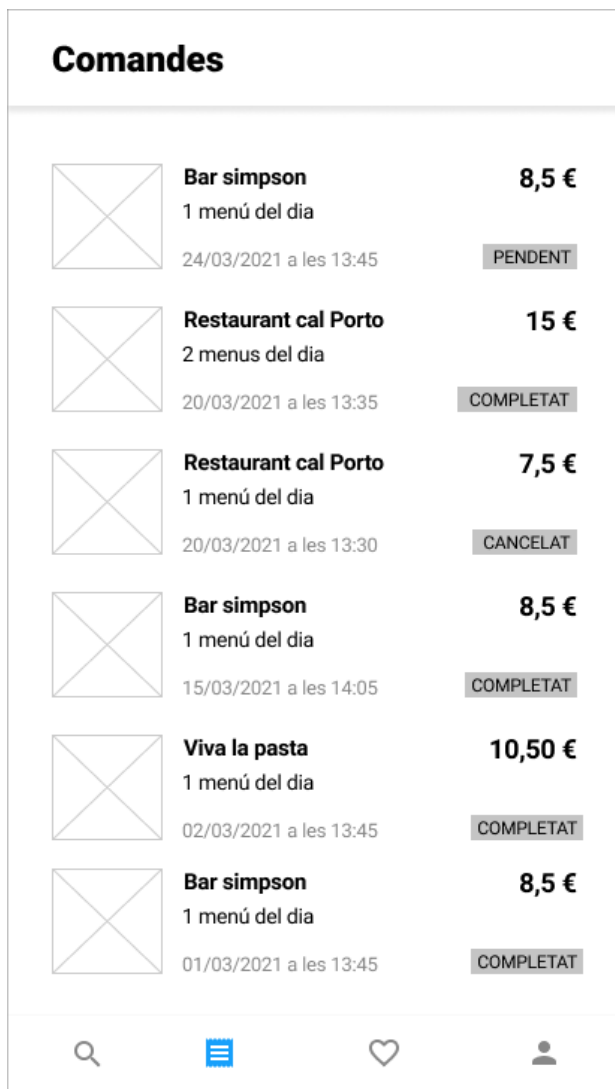 Comandes
Bar simpson 8,5 €
1 menú del dia
24/03/2021 a les 13:45 PENDENT
Restaurant cal Porto 15 €
2 menus del dia
20/03/2021 a les 13:35 COMPLETAT
Restaurant cal Porto 7,5 €
1 menú del dia
20/03/2021 a les 13:30 CANCELAT
Bar simpson 8,5 €
1 menú del dia
15/03/2021 a les 14:05 COMPLETAT
Viva la pasta 10,50 €
1 menú del dia
02/03/2021 a les 13:45 COMPLETAT
Bar simpson 8,5 €
1 menú del dia
01/03/2021 a les 13:45 COMPLETAT